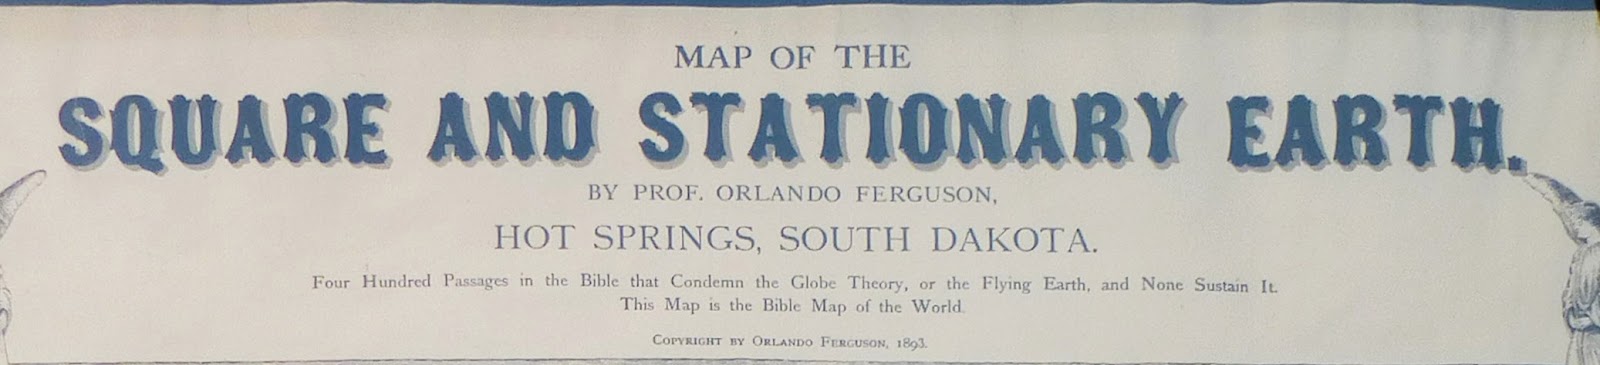 MAP OF THE
SQUARE AND STATIONARY EARTH.
BY PROF. ORLANDO FERGUSON,
HOT SPRINGS, SOUTH DAKOTA.
Four Hundred Passages in the Bible that Condemn the Globe Theory, or the Flying Earth, and None Sustain It.
This Map is the Bible Map of the World.
COPYRIGHT BY ORLANDO FERGUSON, 1893.